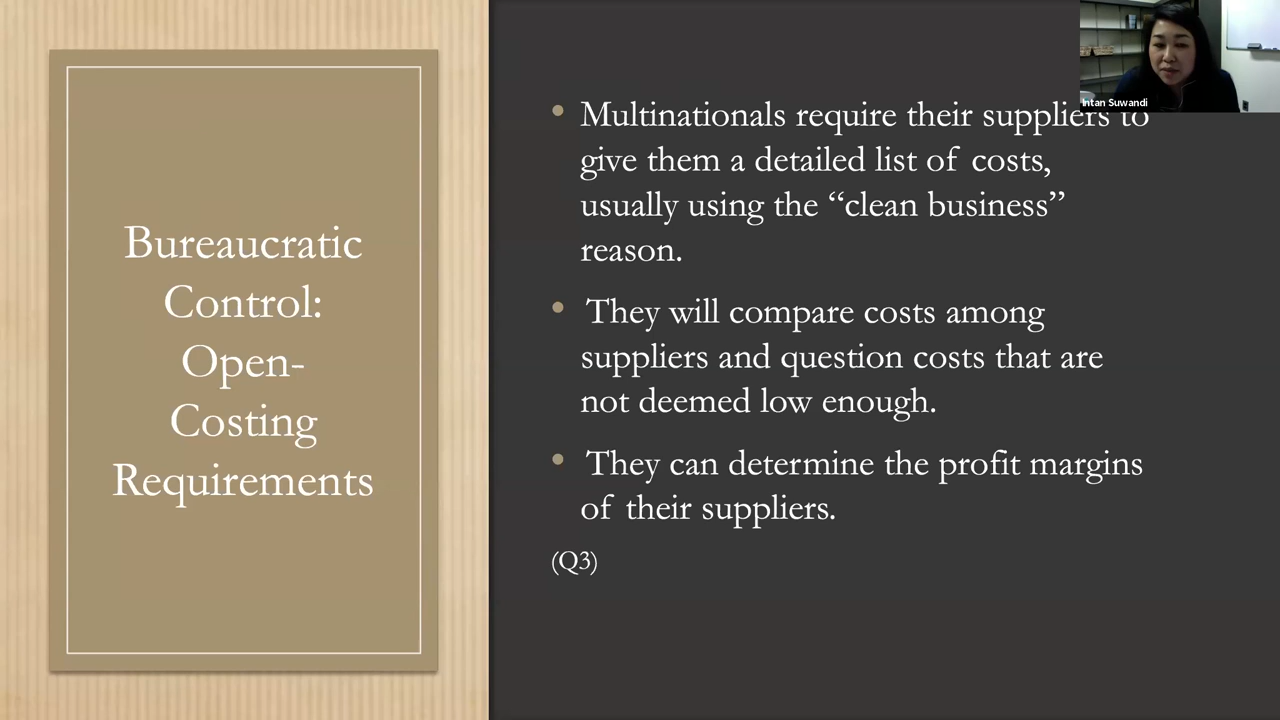 Bureaucratic
Control:
Open-
Costing
Requirements
Intan Suwandi
• Multinationals require their suppliers to
give them a detailed list of costs,
usually using the “clean business”
reason.
• They will compare costs among
suppliers and question costs that are
not deemed low enough.
• They can determine the profit margins
of their suppliers.
(Q3)